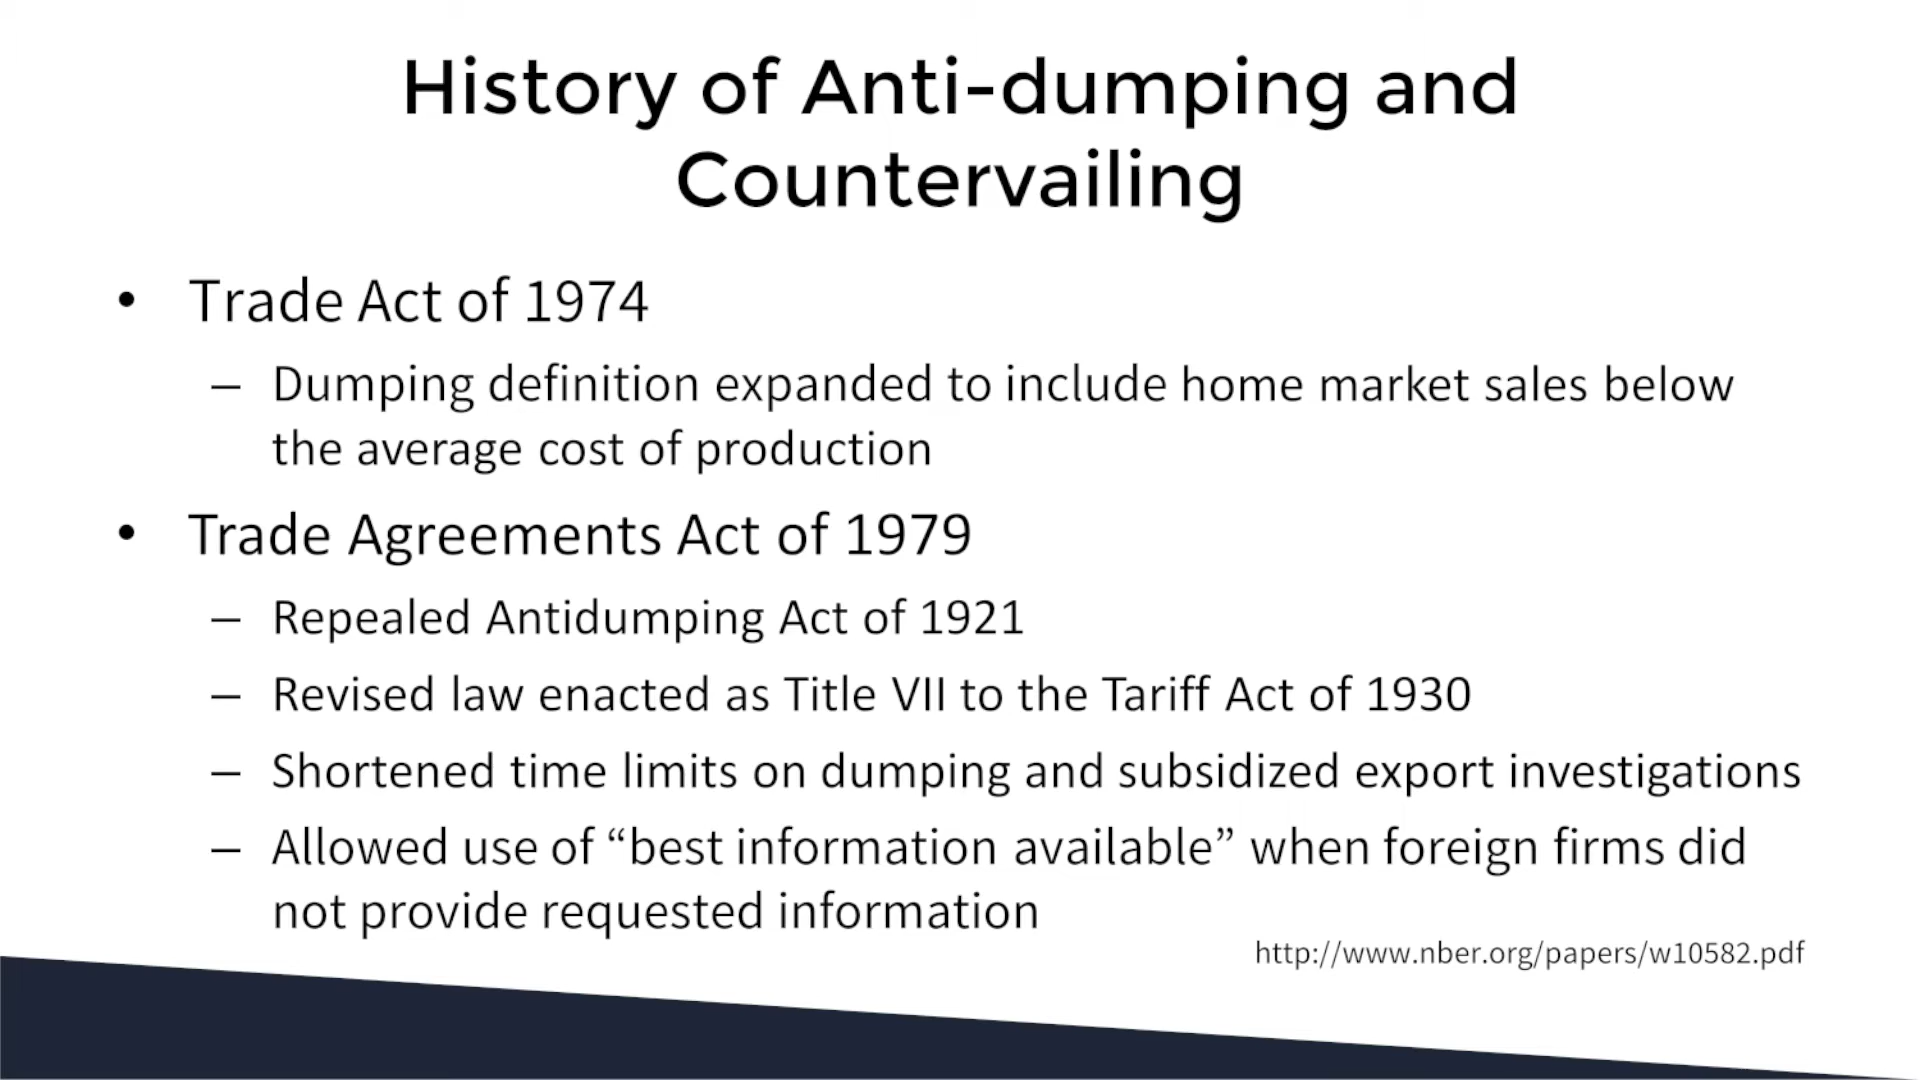 History of Anti-dumping and
Countervailing
• Trade Act of 1974
– Dumping definition expanded to include home market sales below
the average cost of production
• Trade Agreements Act of 1979
– Repealed Antidumping Act of 1921
– Revised law enacted as Title VII to the Tariff Act of 1930
– Shortened time limits on dumping and subsidized export investigations
– Allowed use of “best information available” when foreign firms did
not provide requested information
http://www.nber.org/papers/w10582.pdf